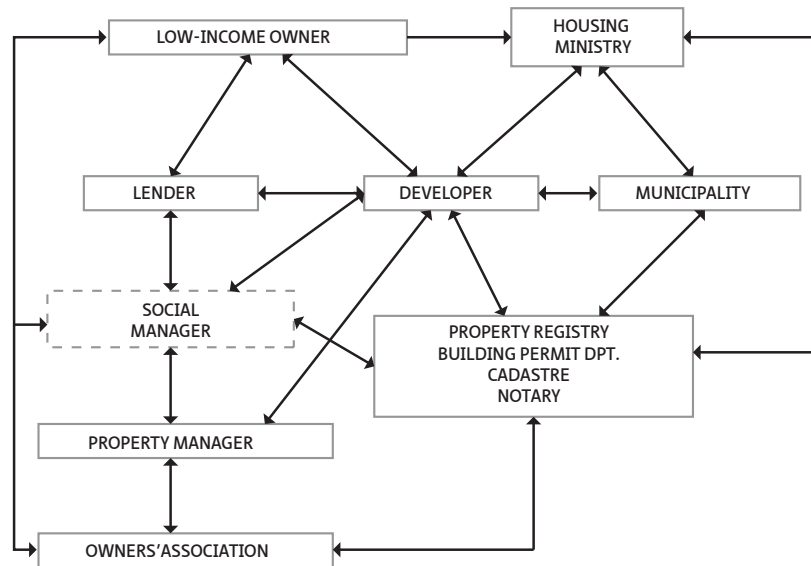 LOW-INCOME OWNER
HOUSING
MINISTRY
LENDER
DEVELOPER
MUNICIPALITY
SOCIAL
MANAGER
PROPERTY REGISTRY
BUILDING PERMIT DPT.
CADASTRE
NOTARY
PROPERTY MANAGER
OWNERS'ASSOCIATION